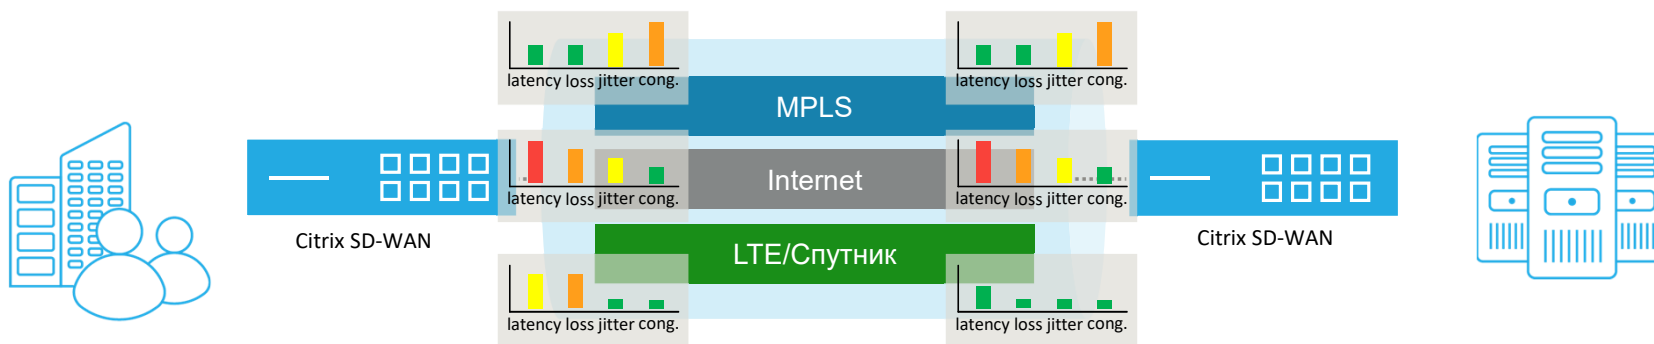 latency loss jitter cong.
latency loss jitter cong.
MPLS
latency loss jitter cong.
Internet
latency loss jitter cong.
Citrix SD-WAN
Citrix SD-WAN
LTE/Спутник
latency loss jitter cong.
latency loss jitter cong.